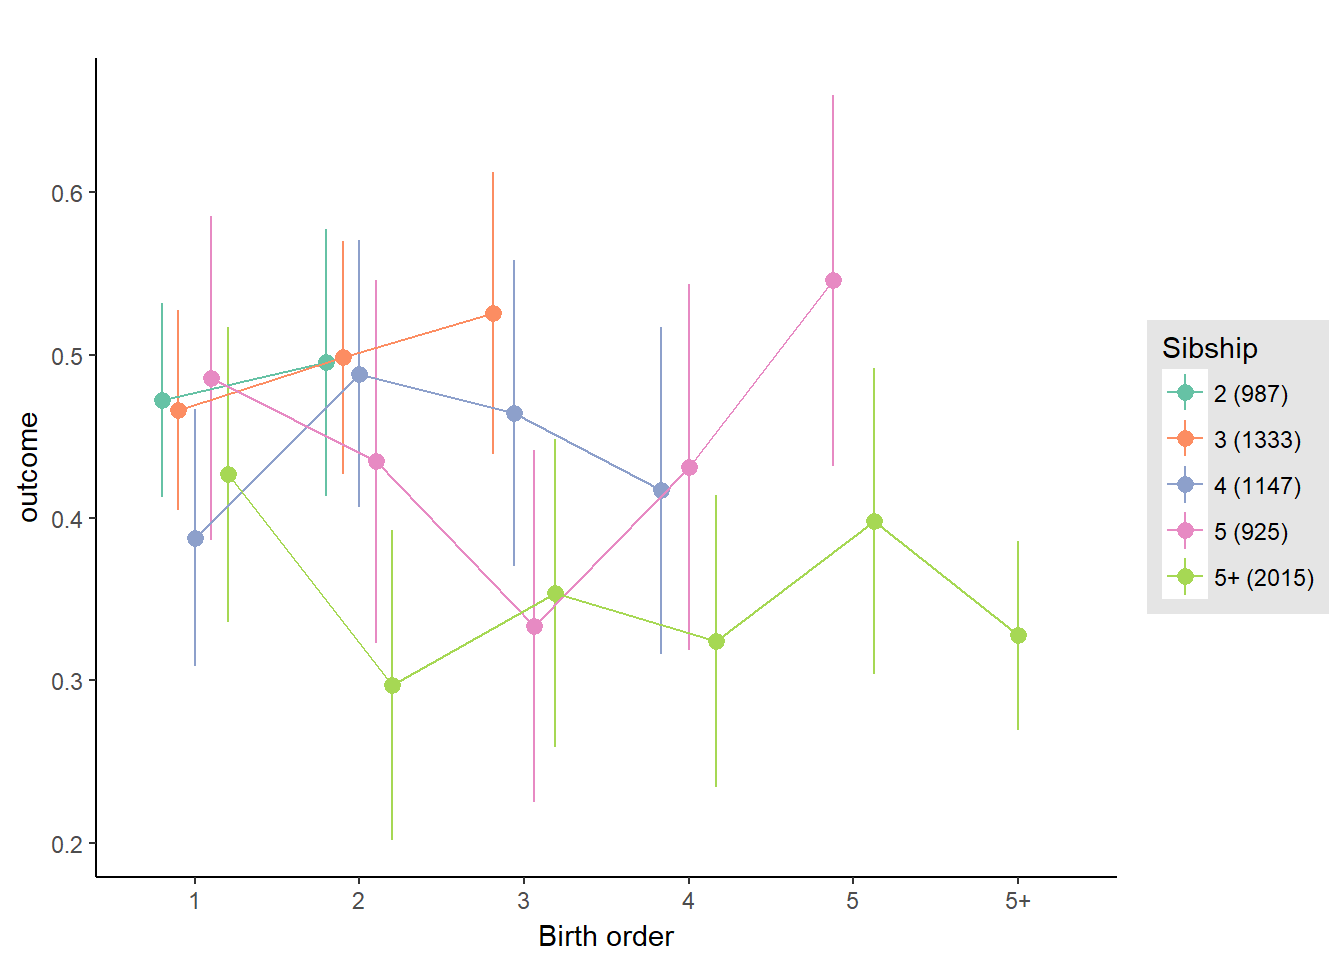 outcome
0.6
0.5
0.4
0.3
0.2
1 2 3 4 5 5+
Birth order
Sibship
2 (987)
3 (1333)
4 (1147)
5 (925)
5+ (2015)